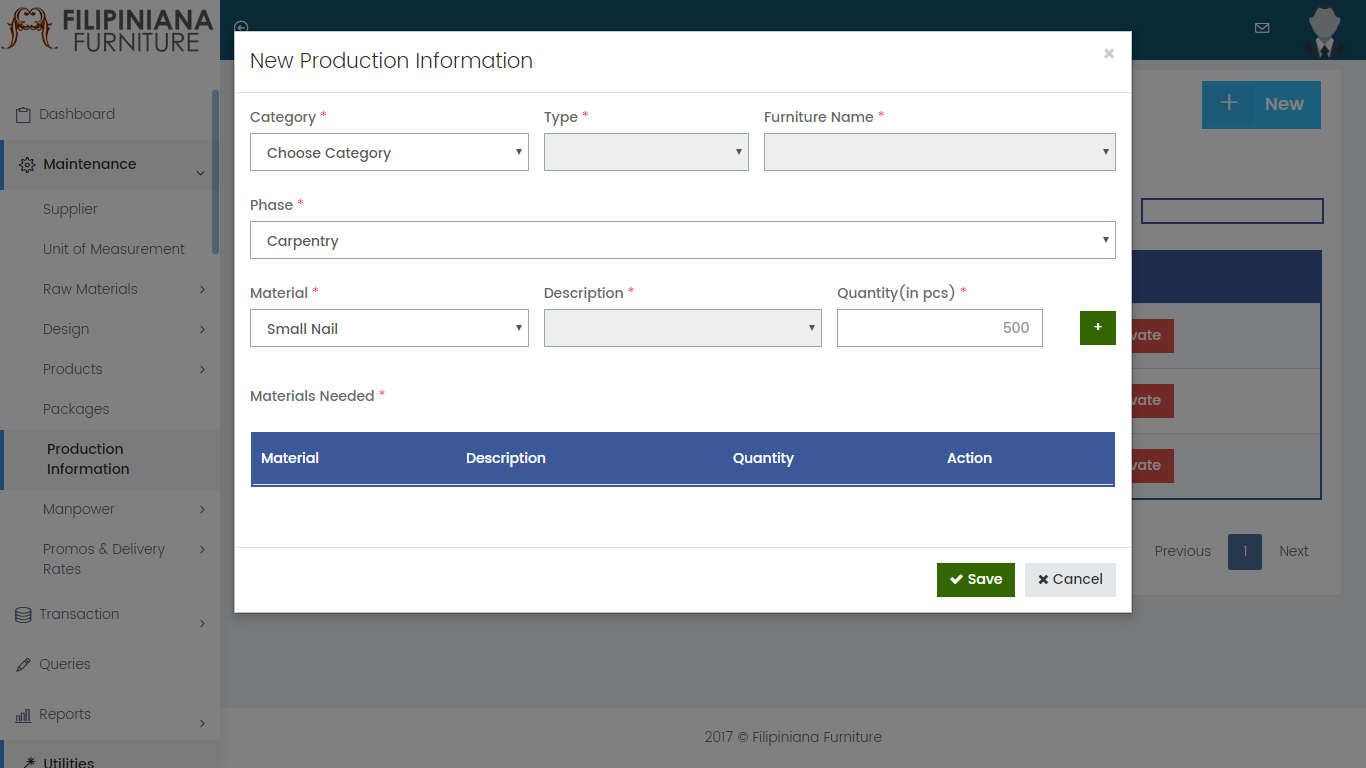 FILIPINIANA
FURNITURE
Dashboard
Maintenance
Supplier
Unit of Measurement
Raw Materials
Design
Products
Packages
Production
Information
Manpower
Promos & Delivery
Rates
Transaction
Queries
Reports
Utilities
New
New Production Information
×
Category *
Type *
Furniture Name *
Choose Category
Phase *
Carpentry
Material *
Description *
Quantity(in pcs) *
Small Nail
500
+
Materials Needed *
Material
Description
Quantity
Action
Save
Cancel
vate
vate
vate
Previous
1
Next
2017 © Filipiniana Furniture